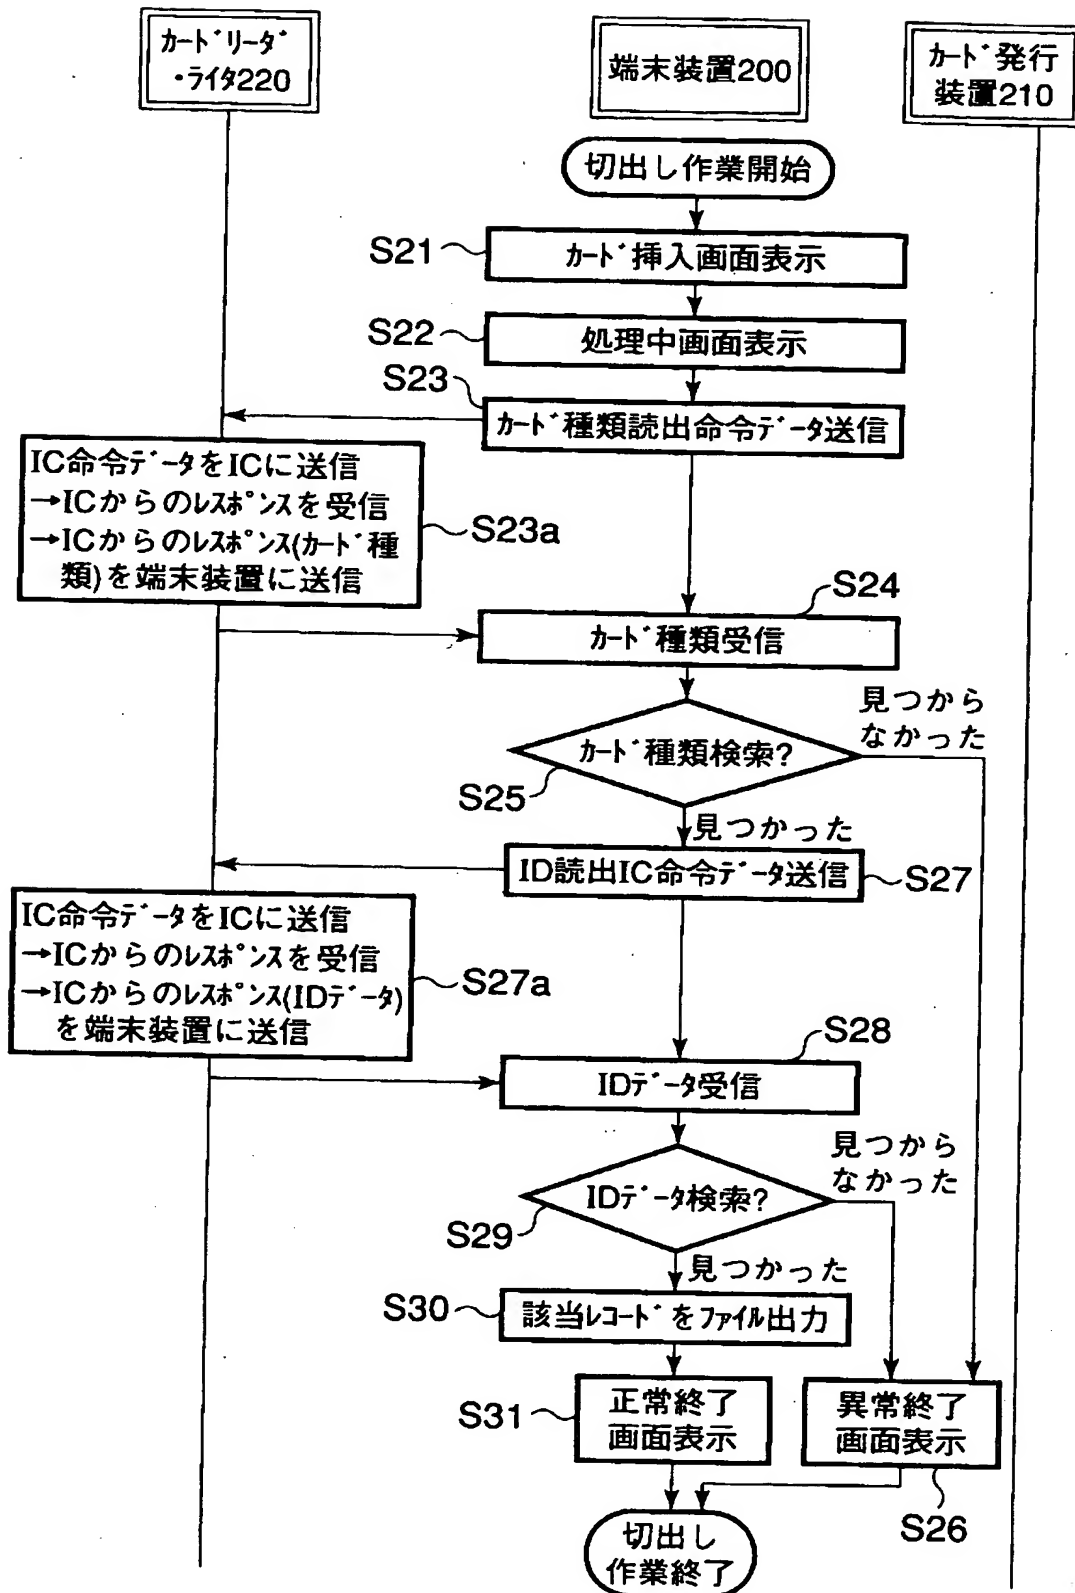 カードリーダ
・ライタ220
端末装置200
カード発行
装置210
切出し作業開始
S21
カード挿入画面表示
S22
処理中画面表示
S23
カード種類読出命令データ送信
IC命令データをICに送信
→ICからのレスポンスを受信
→ICからのレスポンス(カード種
類)を端末装置に送信
S23a
S24
カード種類受信
見つから
なかった
カード種類検索?
S25
見つかった
ID読出IC命令データ送信
S27
IC命令データをICに送信
→ICからのレスポンスを受信
→ICからのレスポンス(IDデータ)
を端末装置に送信
S27a
S28
IDデータ受信
見つから
なかった
IDデータ検索?
S29
見つかった
S30
該当レコードをファイル出力
S31
正常終了
画面表示
異常終了
画面表示
S26
切出し
作業終了